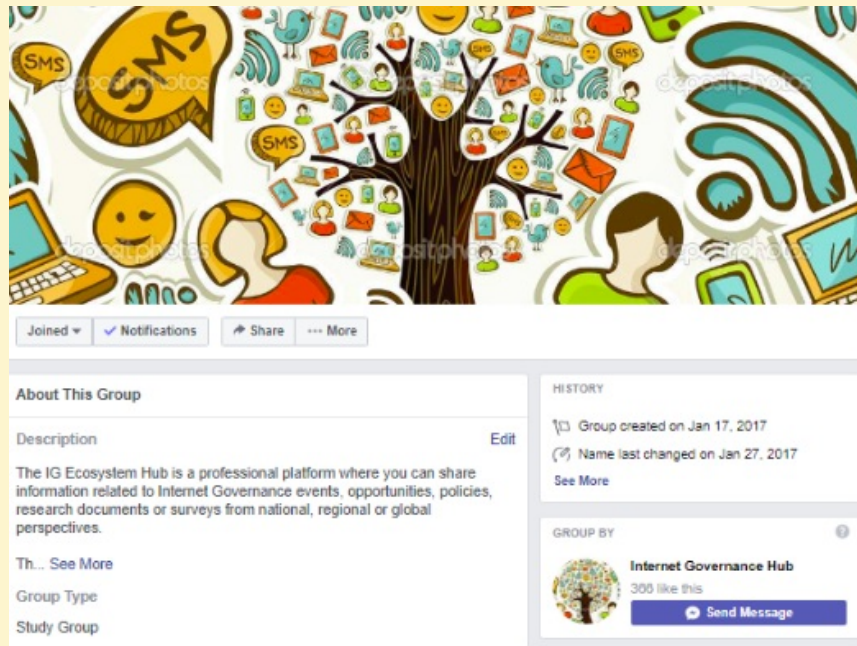 SMS
SMS
SMS
SMS
SMS
SMS
depositphotos
depositphotos
depositphotos
depositphotos
depositphotos
Joined
Notifications
Share
More
About This Group
Description
Edit
The IG Ecosystem Hub is a professional platform where you can share
information related to Internet Governance events, opportunities, policies,
research documents or surveys from national, regional or global
perspectives.
Th... See More
Group Type
Study Group
HISTORY
Group created on Jan 17, 2017
Name last changed on Jan 27, 2017
See More
GROUP BY
Internet Governance Hub
366 like this
Send Message